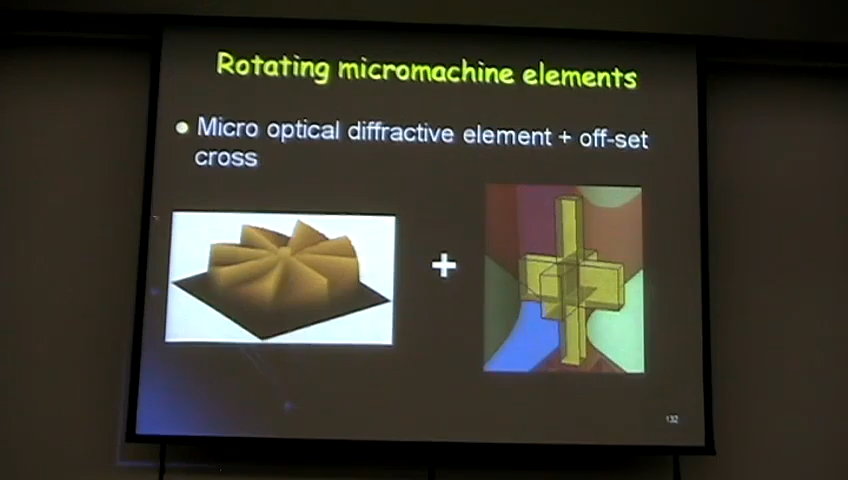 Rotating micromachine elements
Micro optical diffractive element + off-set
cross
+
132